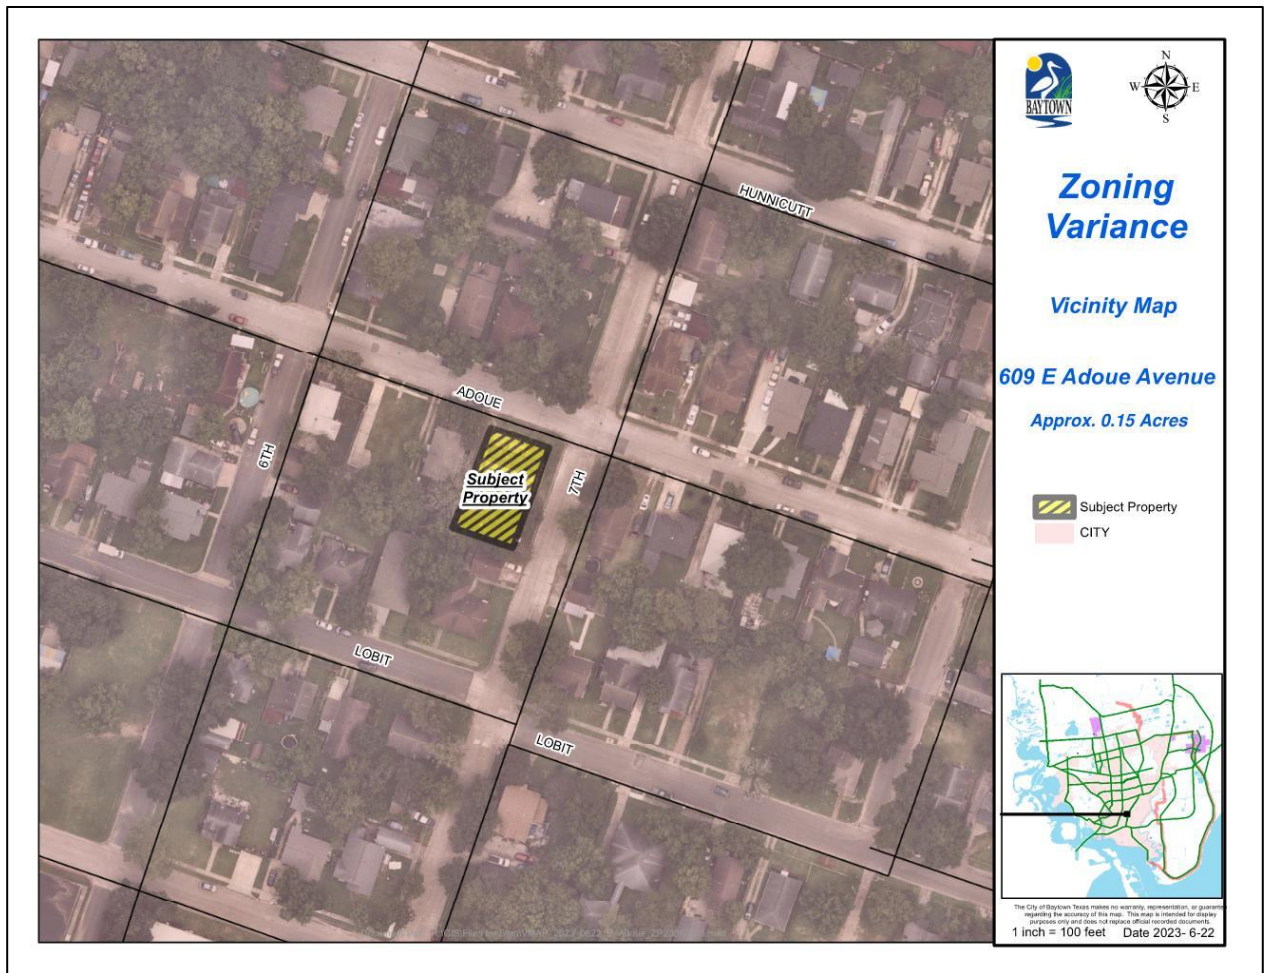 HUNNICUTT
ADOUE
6TH
Subject
Property
7TH
LOBIT
LOBIT
BAYTOWN
N
W E
S
Zoning
Variance
Vicinity Map
609 E Adoue Avenue
Approx. 0.15 Acres
Subject Property
CITY
The City of Baytown Texas makes no warranty, representation, or guarantee
regarding the accuracy of this map. This map is intended for display
purposes only and does not replace official recorded documents.
1 inch = 100 feet Date 2023- 6-22